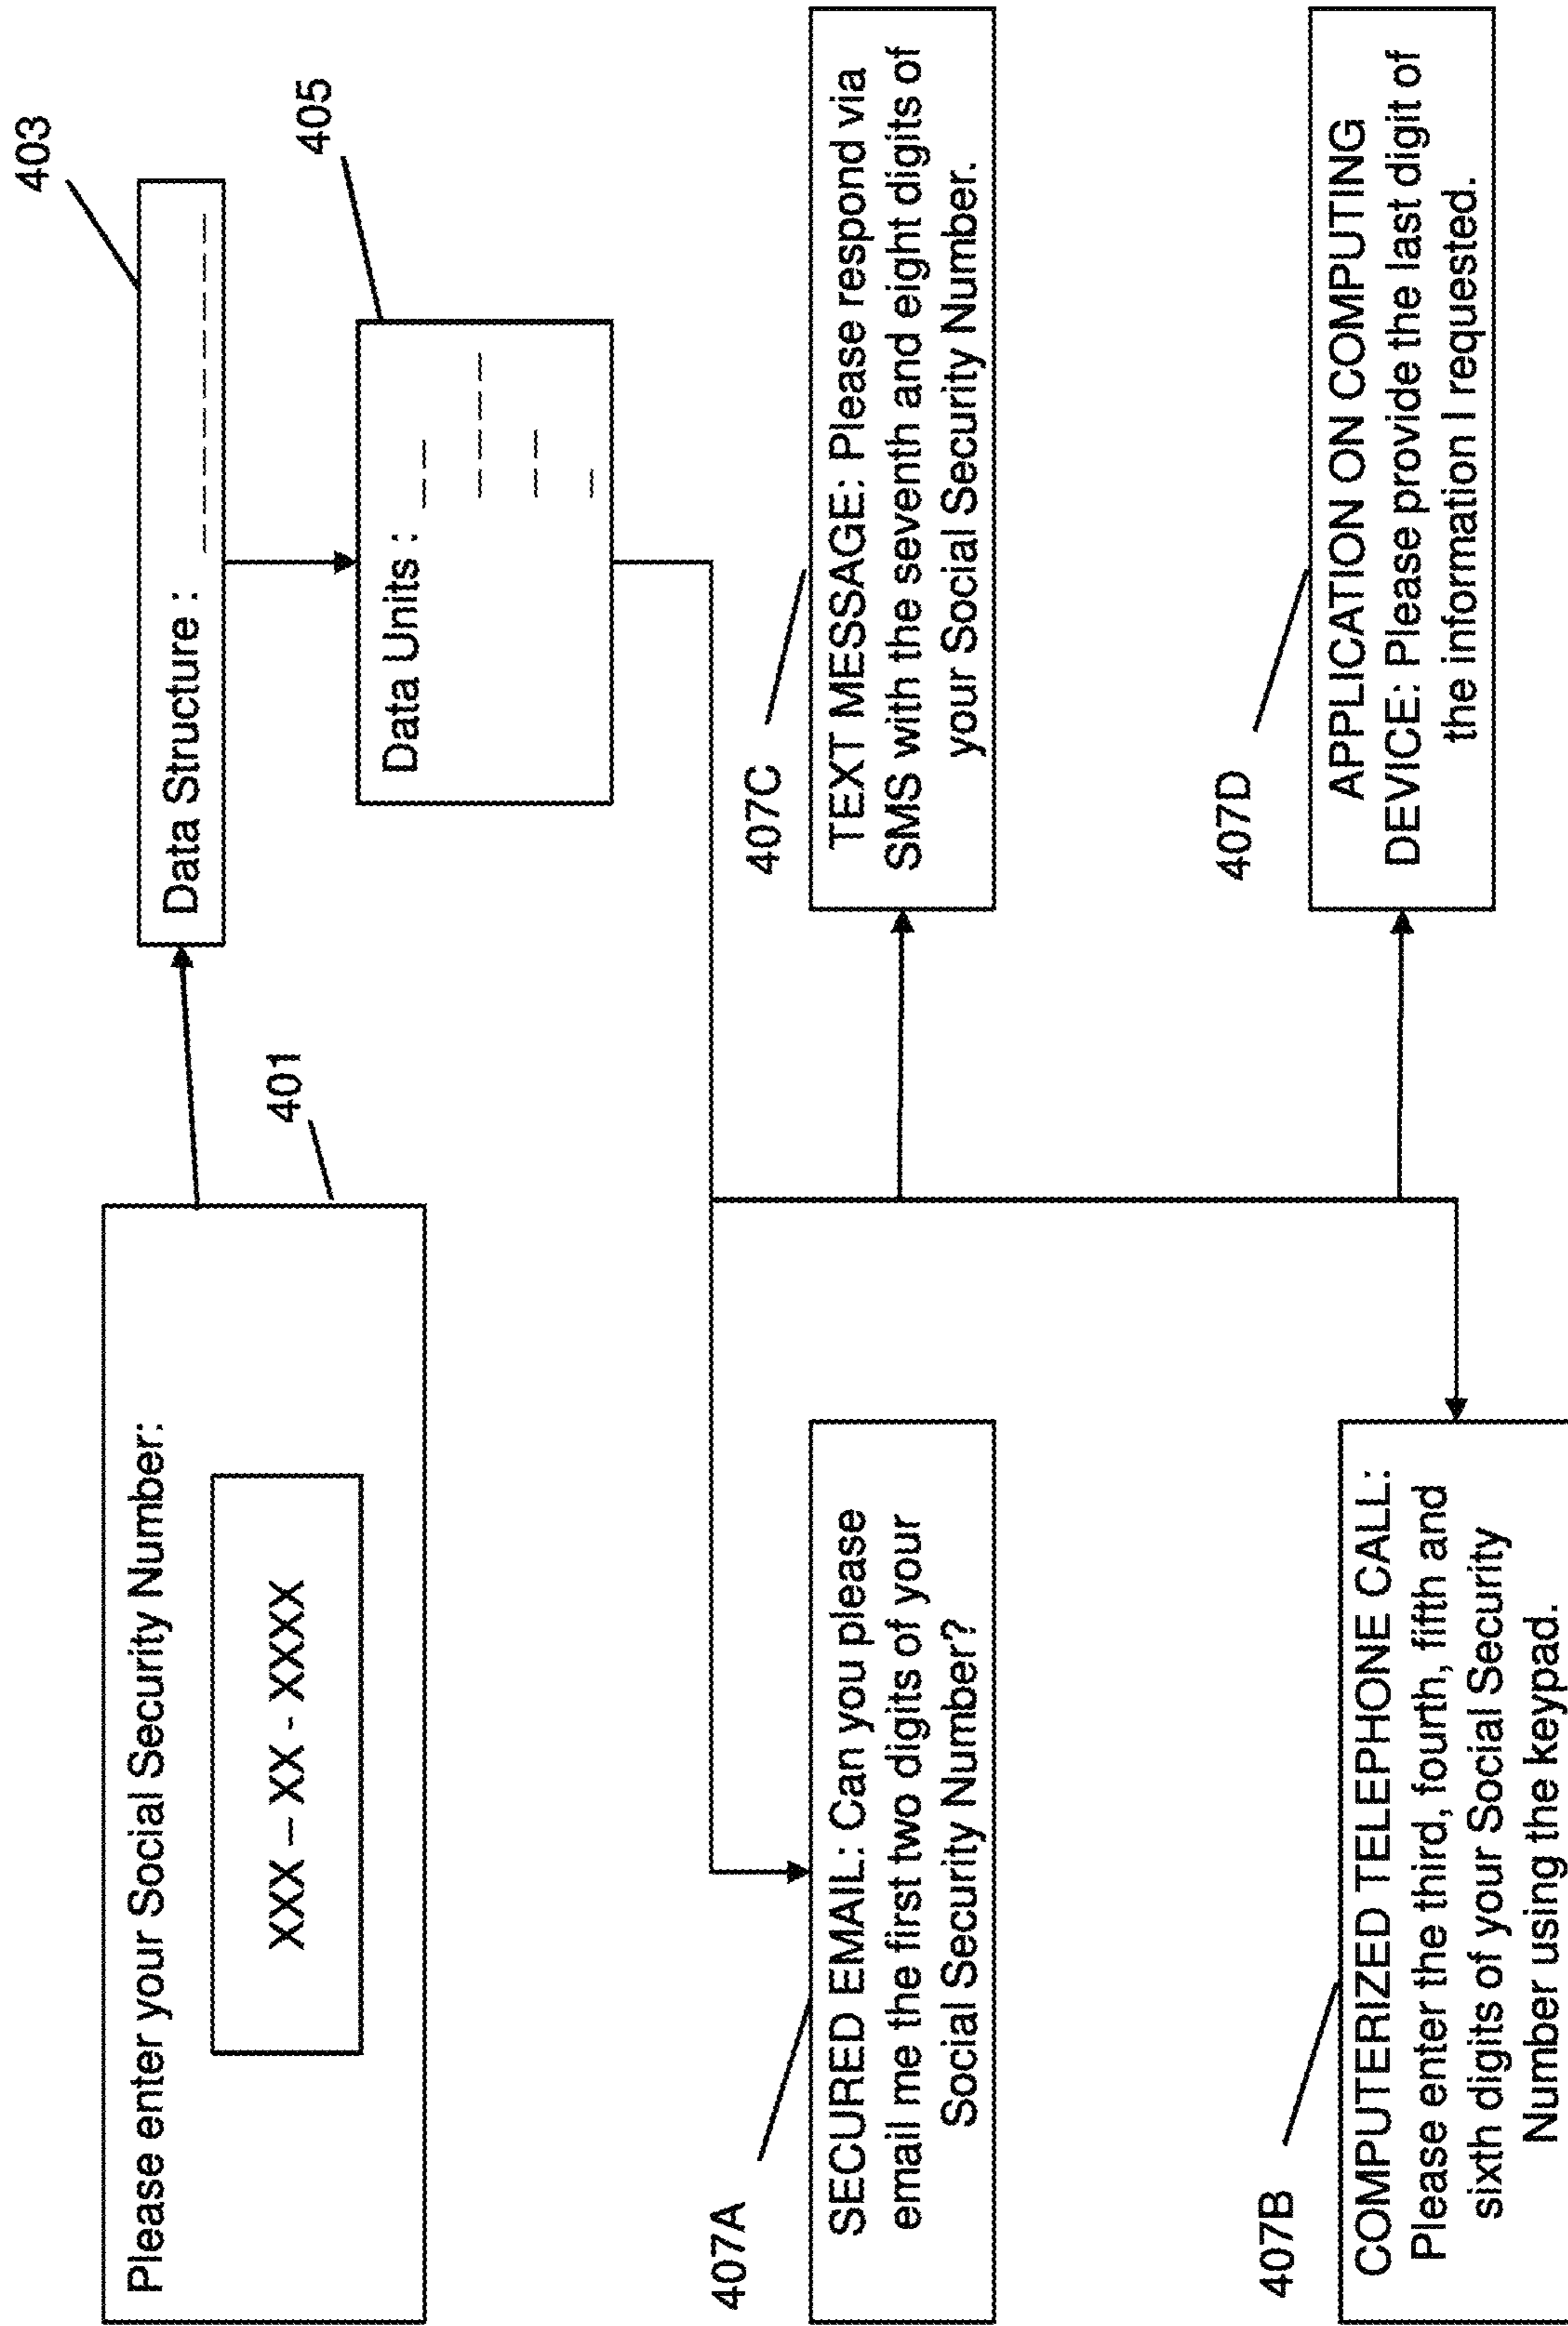 Please enter your Social Security Number:
XXX – XX - XXXX
401
Data Structure : _ _ _ _ _ _ _ _ _
403
Data Units : _ _
_ _ _ _
_ _
_
405
407A
SECURED EMAIL: Can you please
email me the first two digits of your
Social Security Number?
407C
TEXT MESSAGE: Please respond via
SMS with the seventh and eight digits of
your Social Security Number.
407B
COMPUTERIZED TELEPHONE CALL:
Please enter the third, fourth, fifth and
sixth digits of your Social Security
Number using the keypad.
407D
APPLICATION ON COMPUTING
DEVICE: Please provide the last digit of
the information I requested.